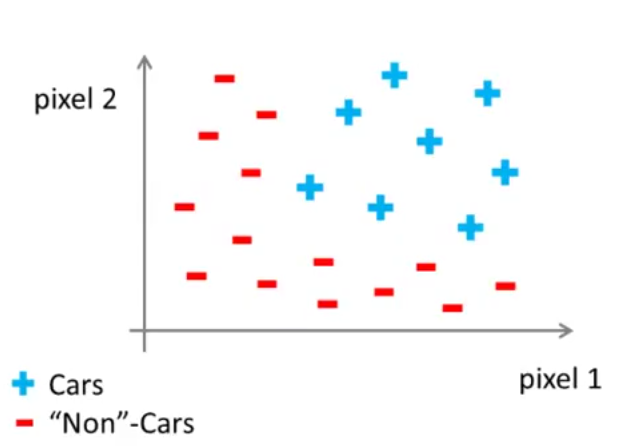 pixel 2
pixel 1
Cars
“Non”-Cars